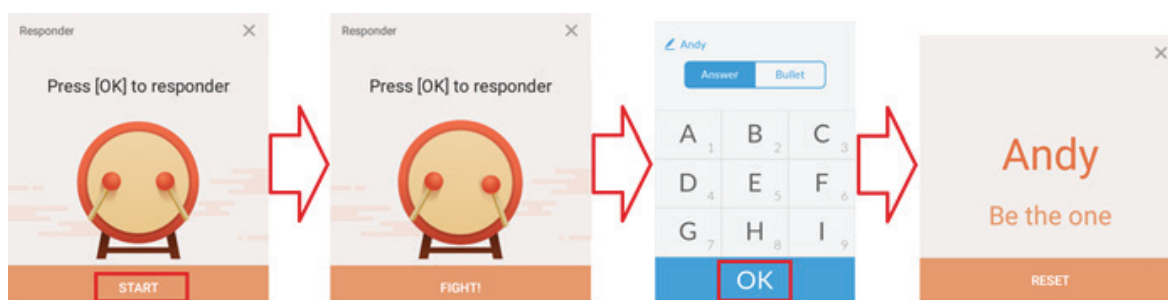 Responder ×
Press [OK] to responder
START
Responder ×
Press [OK] to responder
FIGHT!
Andy
Answer Bullet
A 1 B 2 C 3
D 4 E 5 F 6
G 7 H 8 I 9
OK
×
Andy
Be the one
RESET